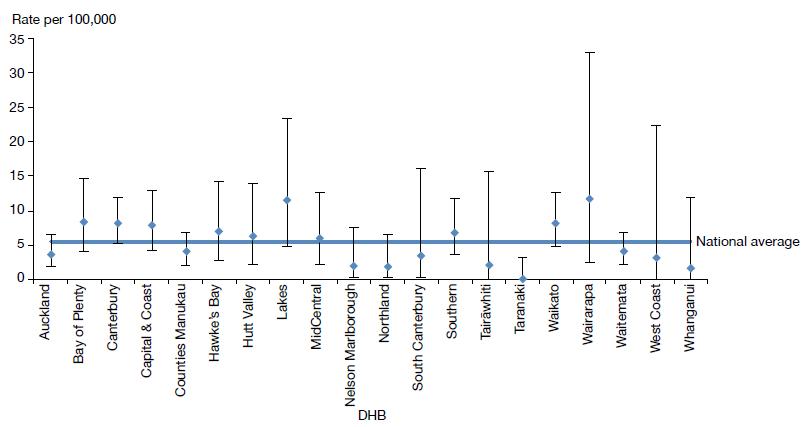 Rate per 100,000
35
30
25
20
15
10
5
0
National average
Auckland
Bay of Plenty
Canterbury
Capital & Coast
Counties Manukau
Hawke's Bay
Hutt Valley
Lakes
MidCentral
Nelson Marlborough
Northland
South Canterbury
Southern
Tairāwhiti
Taranaki
Waikato
Wairarapa
Waitemata
West Coast
Whanganui
DHB